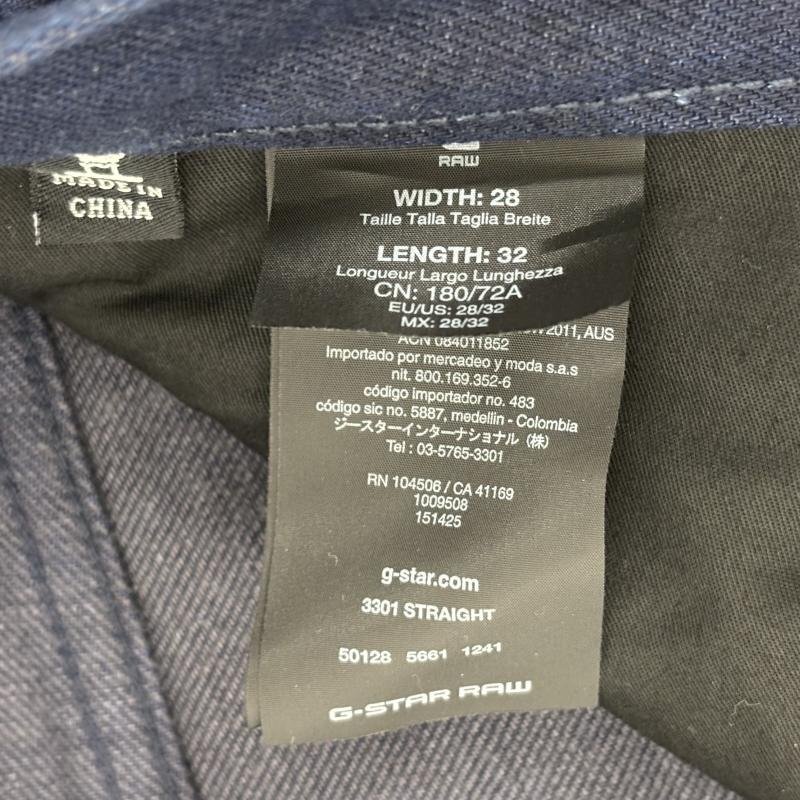 MADE IN
CHINA
RAW
WIDTH: 28
Taille Talla Taglia Breite
LENGTH: 32
Longueur Largo Lunghezza
CN: 180/72A
EU/US: 28/32
MX: 28/32
2011, AUS
ACN 084011852
Importado por mercadeo y moda s.a.s
nit. 800.169.352-6
código importador no. 483
código sic no. 5887, medellin - Colombia
ジースターインターナショナル (株)
Tel : 03-5765-3301
RN 104506 / CA 41169
1009508
151425
g-star.com
3301 STRAIGHT
50128 5661 1241
G-STAR RAW